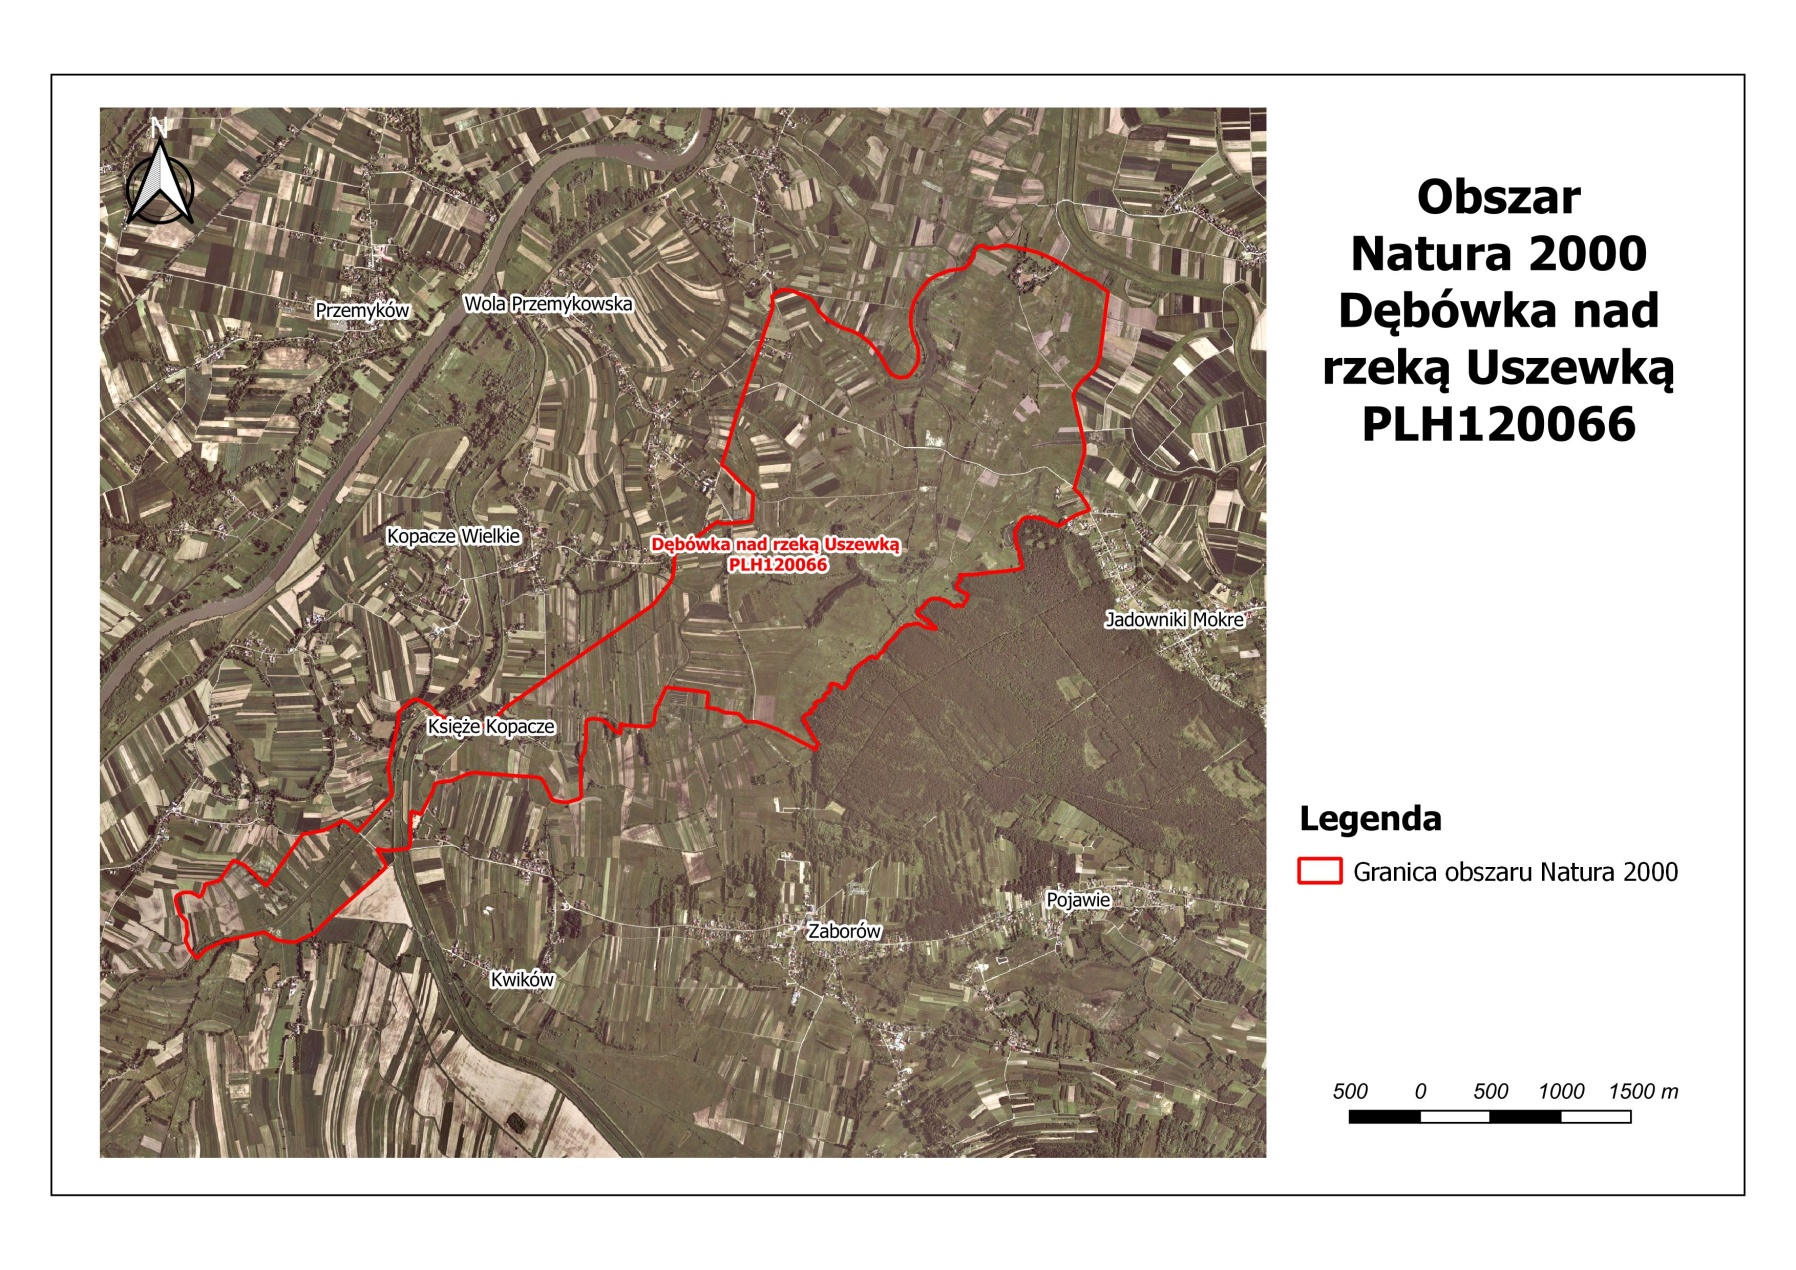 N
Przemyków
Wola Przemykowska
Kopacze Wielkie
Dębówka nad rzeką Uszewką
PLH120066
Jadowniki Mokre
Księże Kopacze
Pojawie
Zaborów
Kwików
Obszar
Natura 2000
Dębówka nad
rzeką Uszewką
PLH120066
Legenda
Granica obszaru Natura 2000
500 0 500 1000 1500 m